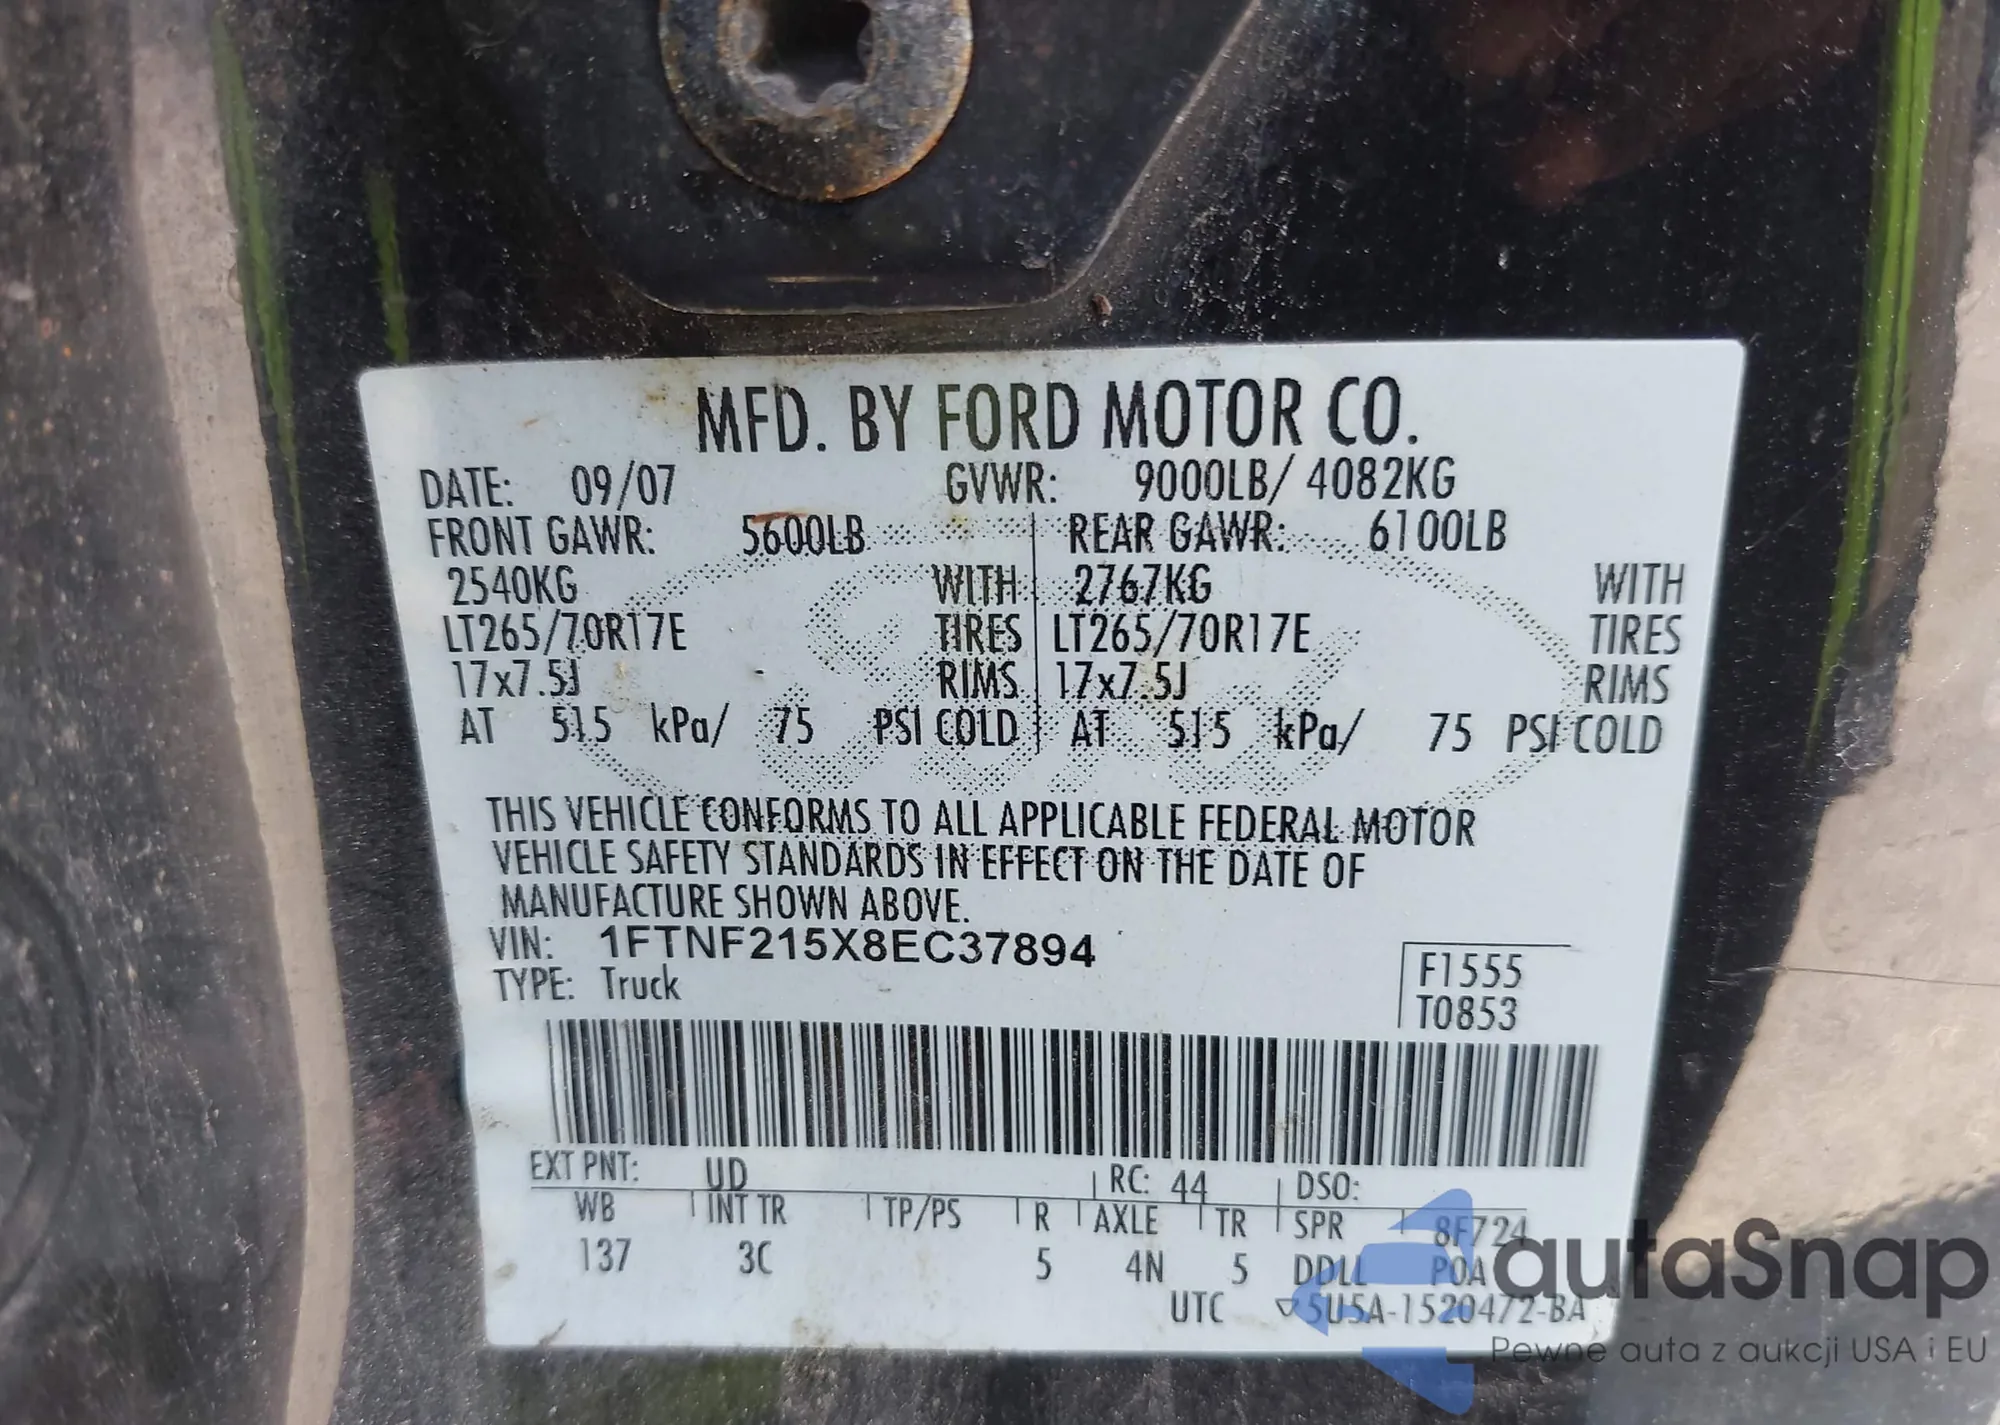 MFD. BY FORD MOTOR CO.
DATE: 09/07 GVWR: 9000LB/ 4082KG
FRONT GAWR: 5600LB REAR GAWR: 6100LB
2540KG WITH 2767KG WITH
LT265/70R17E TIRES LT265/70R17E TIRES
17x7.5J RIMS 17x7.5J RIMS
AT 515 kPa/ 75 PSI COLD AT 515 kPa/ 75 PSI COLD
THIS VEHICLE CONFORMS TO ALL APPLICABLE FEDERAL MOTOR
VEHICLE SAFETY STANDARDS IN EFFECT ON THE DATE OF
MANUFACTURE SHOWN ABOVE.
VIN: 1FTNF215X8EC37894
TYPE: Truck
F1555
T0853
EXT PNT: UD RC: 44 DSO:
WB INT TR TP/PS R AXLE TR SPR 8F724
137 3C 5 4N 5 DDLL P0A
UTC 5U5A-1520472-BA
autaSnap
Pewne auta z aukcji USA i EU